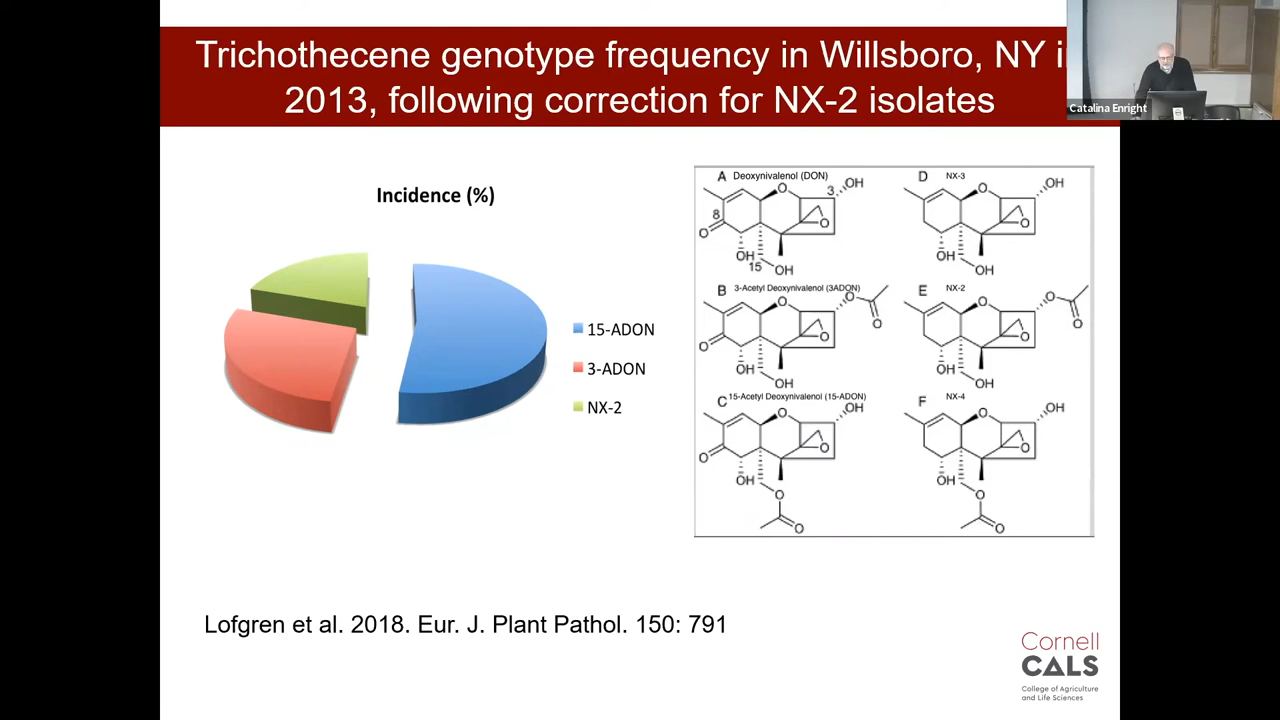 Trichothecene genotype frequency in Willsboro, NY
2013, following correction for NX-2 isolates
Catalina Enright
Incidence (%)
15-ADON
3-ADON
NX-2
A Deoxynivalenol (DON)
3
OH
8
O
O
O
OH
15
OH
D NX-3
OH
O
O
OH
OH
B 3-Acetyl Deoxynivalenol (3ADON)
O
O
O
O
O
OH
OH
E NX-2
O
O
O
O
OH
OH
C 15-Acetyl Deoxynivalenol (15-ADON)
OH
O
O
O
OH
O
O
F NX-4
OH
O
O
OH
O
O
Lofgren et al. 2018. Eur. J. Plant Pathol. 150: 791
Cornell
CALS
College of Agriculture
and Life Sciences